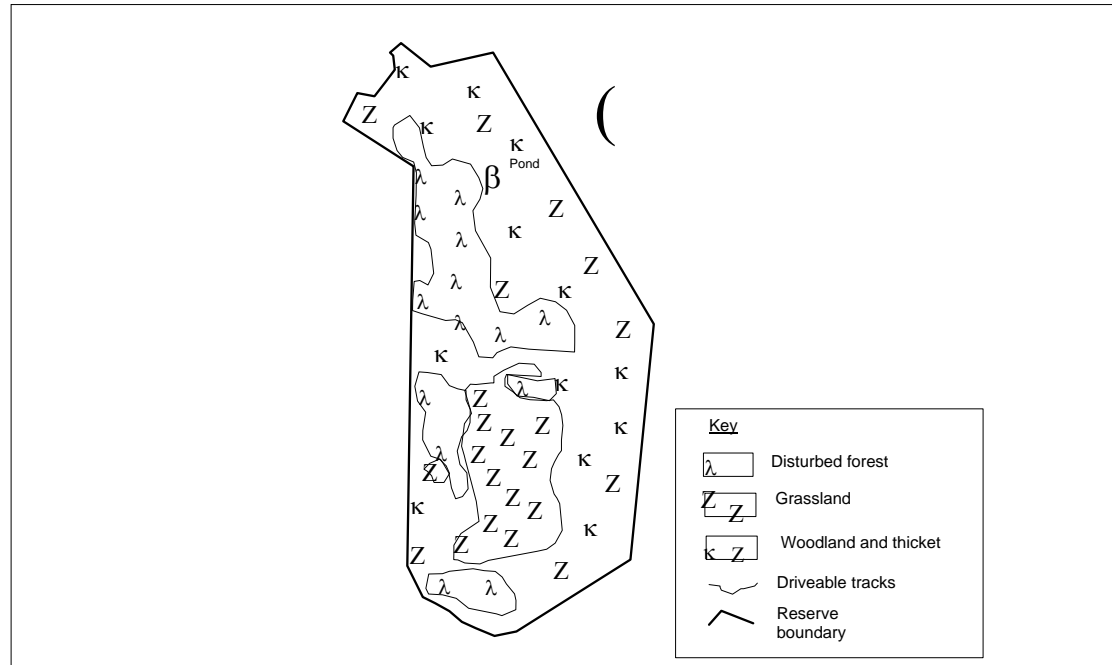 κ
κ
Z (
κ Z
κ
Pond
λ β
λ
λ Z
λ κ
Z
λ Z κ
λ
λ λ λ Z
κ
κ
λ κ
λ Z
Z Z κ
Z
λ Z Z κ
Z Z Z
Z
κ Z
Z κ
Z Z
Z
Z
λ λ
Key
λ Disturbed forest
Z Z Grassland
κ Z Woodland and thicket
Driveable tracks
Reserve
boundary